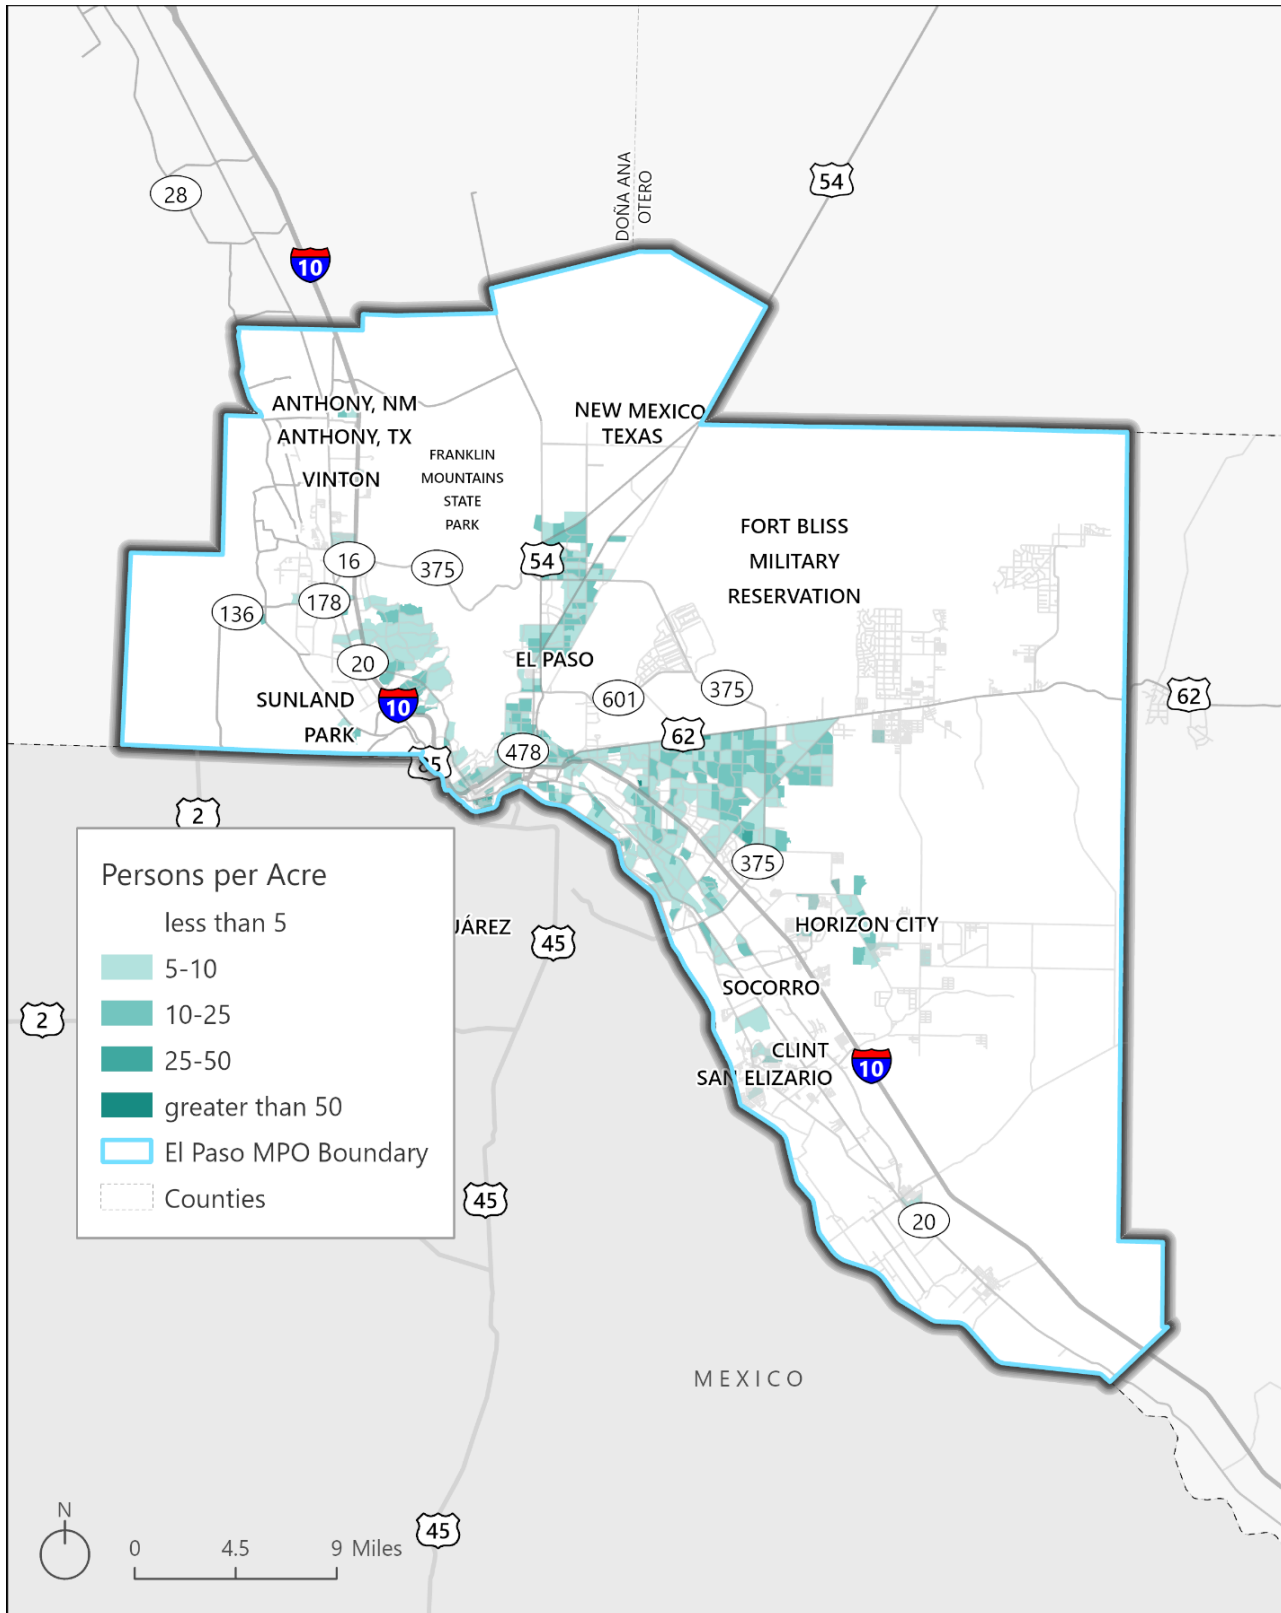 28
DOÑA ANA
OTERO
54
10
ANTHONY, NM
ANTHONY, TX
VINTON
NEW MEXICO
TEXAS
FRANKLIN
MOUNTAINS
STATE
PARK
FORT BLISS
MILITARY
RESERVATION
16
375
54
178
136
20
EL PASO
SUNLAND
PARK
10
601
375
62
62
478
85
2
375
Persons per Acre
less than 5
5-10
10-25
25-50
greater than 50
El Paso MPO Boundary
Counties
UÁREZ
45
HORIZON CITY
SOCORRO
2
CLINT
SAN ELIZARIO
10
45
20
MEXICO
45
N
0 4.5 9 Miles